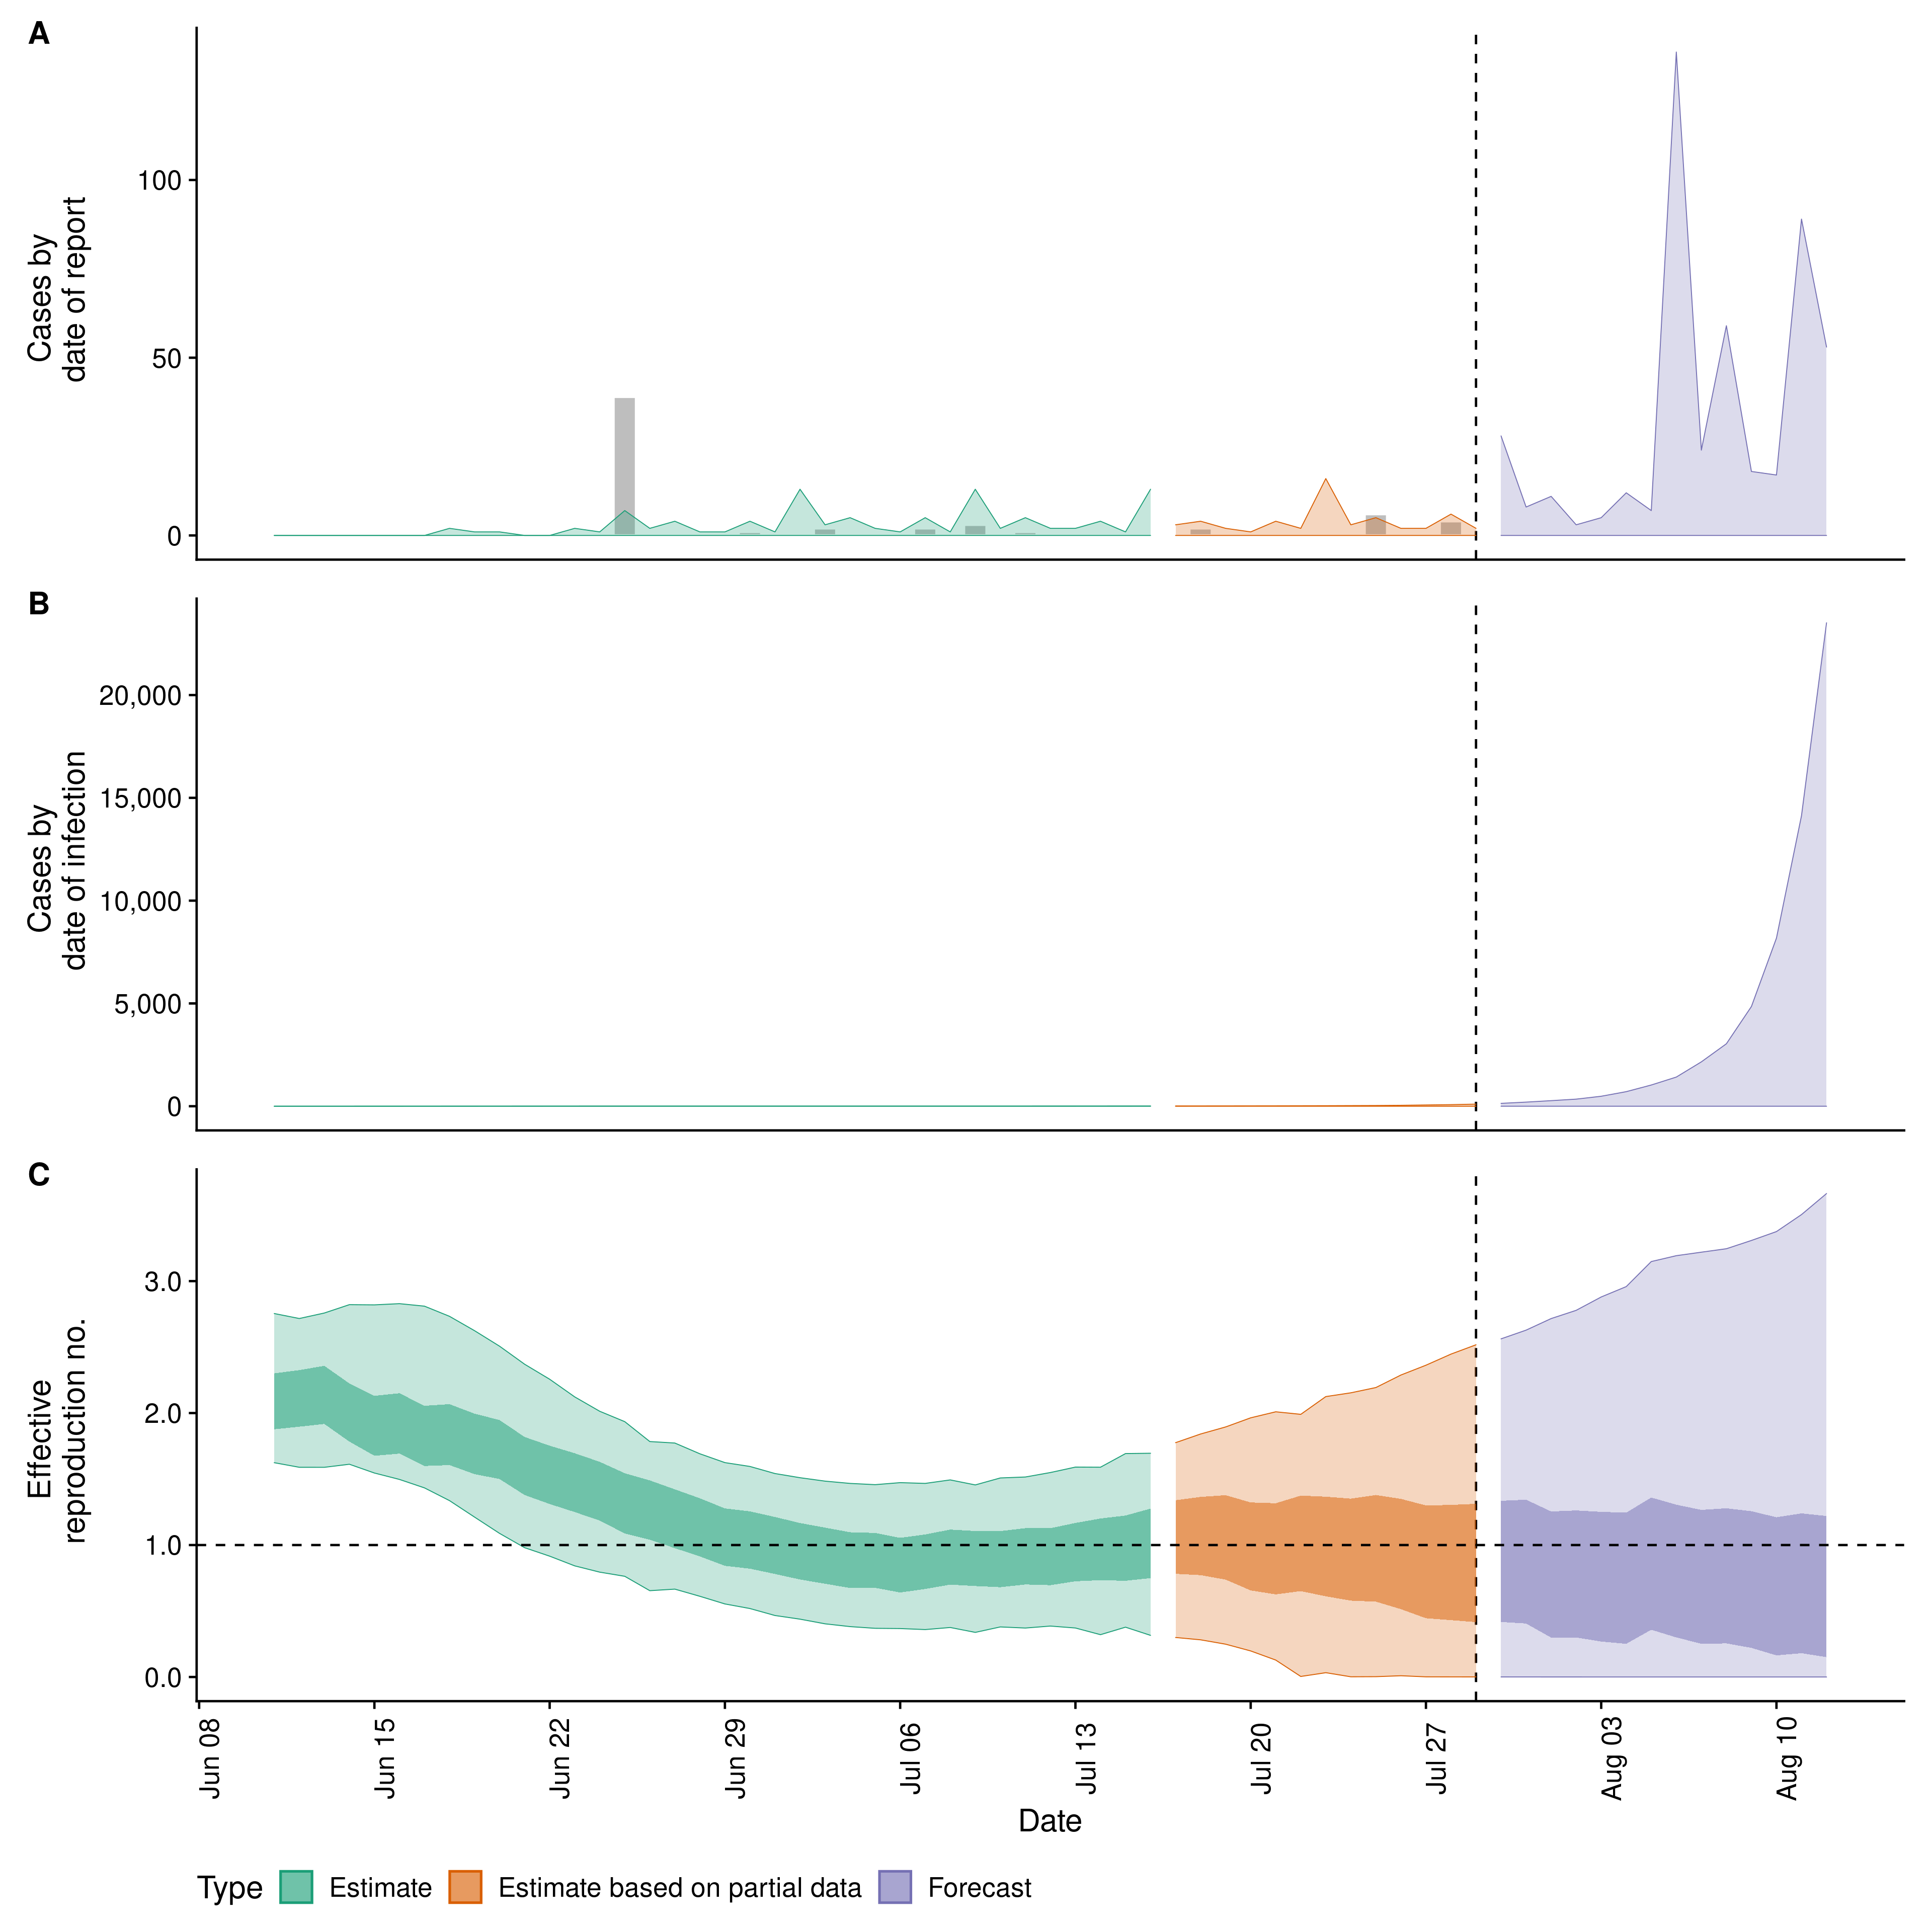 A
Cases by
date of report
100
50
0
B
Cases by
date of infection
20,000
15,000
10,000
5,000
0
C
Effective
reproduction no.
3.0
2.0
1.0
0.0
Jun 08
Jun 15
Jun 22
Jun 29
Jul 06
Jul 13
Jul 20
Jul 27
Aug 03
Aug 10
Date
Type Estimate Estimate based on partial data Forecast